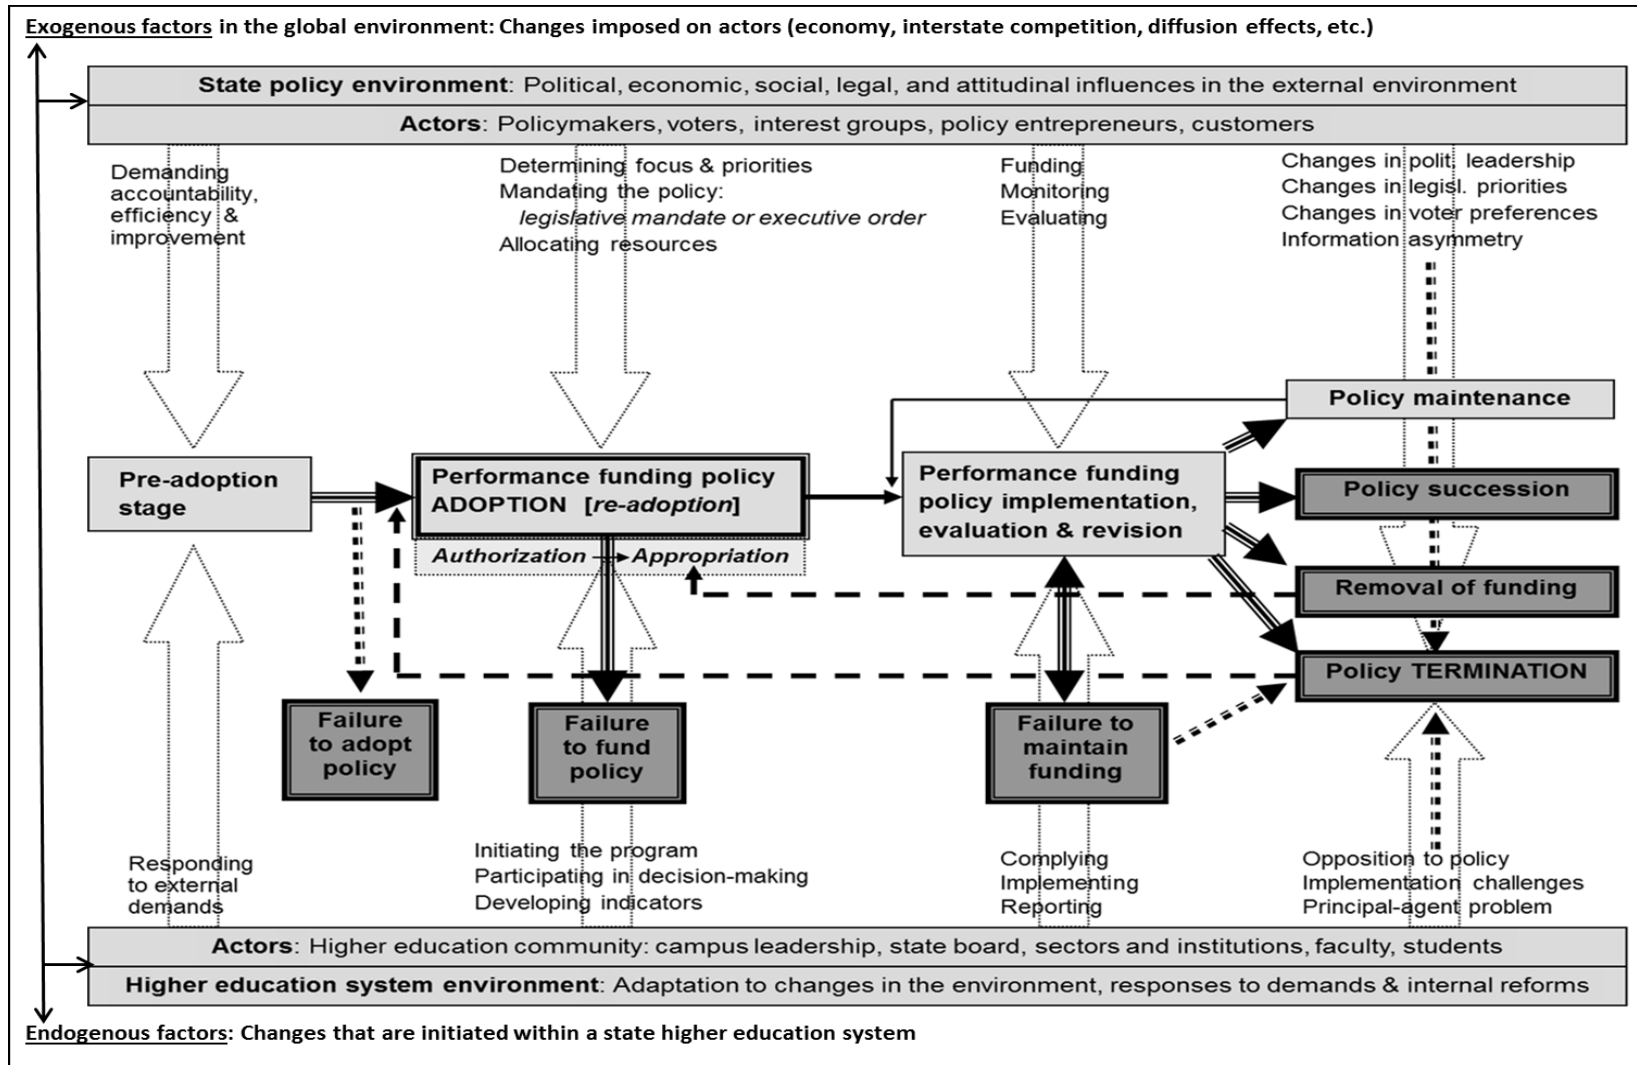 Exogenous factors in the global environment: Changes imposed on actors (economy, interstate competition, diffusion effects, etc.)
State policy environment: Political, economic, social, legal, and attitudinal influences in the external environment
Actors: Policymakers, voters, interest groups, policy entrepreneurs, customers
Demanding
accountability,
efficiency &
improvement
Determining focus & priorities
Mandating the policy:
legislative mandate or executive order
Allocating resources
Funding
Monitoring
Evaluating
Changes in polit. leadership
Changes in legisl. priorities
Changes in voter preferences
Information asymmetry
Pre-adoption
stage
Performance funding policy
ADOPTION [re-adoption]
Authorization
Appropriation
Performance funding
policy implementation,
evaluation & revision
Policy maintenance
Policy succession
Removal of funding
Policy TERMINATION
Failure
to adopt
policy
Failure
to fund
policy
Failure to
maintain
funding
Responding
to external
demands
Initiating the program
Participating in decision-making
Developing indicators
Complying
Implementing
Reporting
Opposition to policy
Implementation challenges
Principal-agent problem
Actors: Higher education community: campus leadership, state board, sectors and institutions, faculty, students
Higher education system environment: Adaptation to changes in the environment, responses to demands & internal reforms
Endogenous factors: Changes that are initiated within a state higher education system